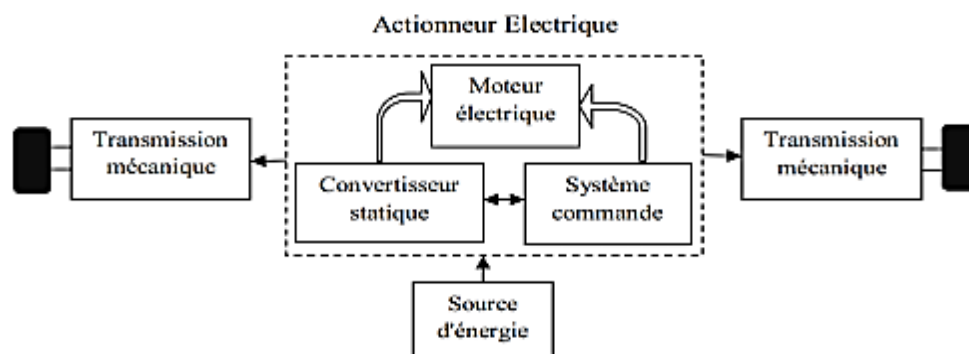 Actionneur Electrique
Moteur
électrique
Transmission
mécanique
Convertisseur
statique
Système
commande
Transmission
mécanique
Source
d'énergie